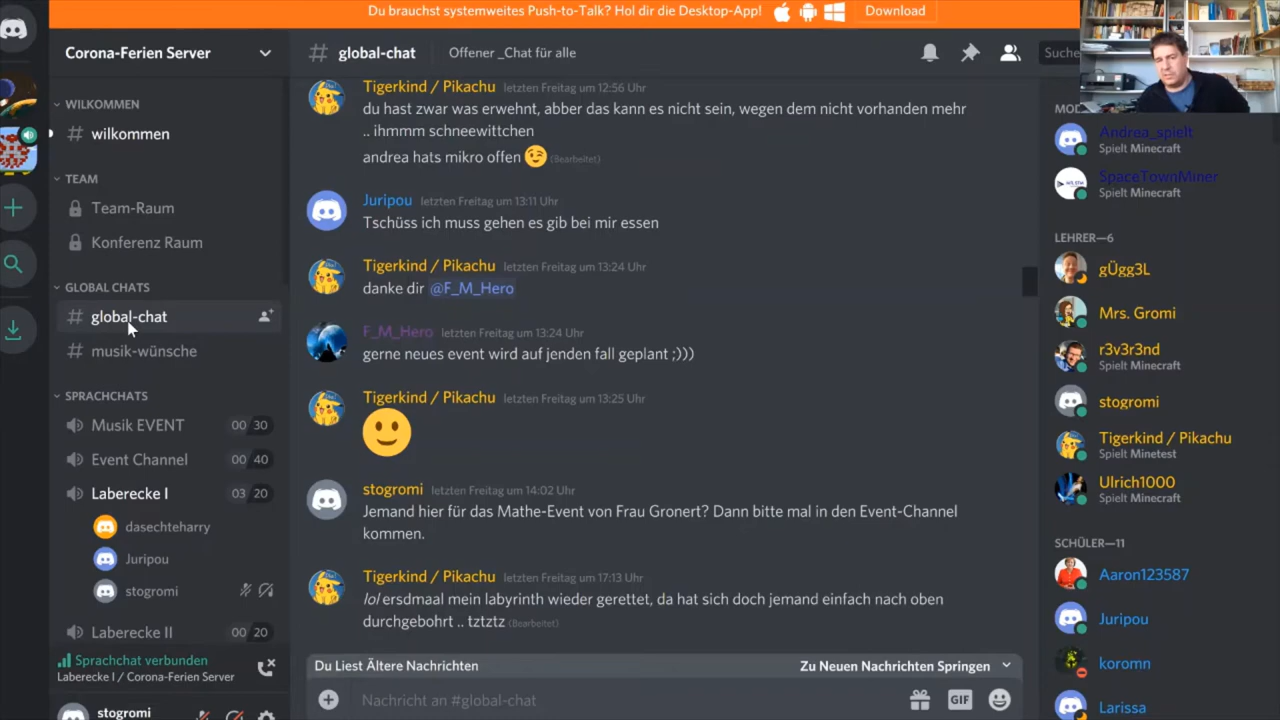 Du brauchst systemweites Push-to-Talk? Hol dir die Desktop-App!
Download
Corona-Ferien Server
WILKOMMEN
# wilkommen
TEAM
Team-Raum
Konferenz Raum
GLOBAL CHATS
# global-chat
# musik-wünsche
SPRACHCHATS
Musik EVENT 00 30
Event Channel 00 40
Laberecke I 03 20
dasechteharry
Juripou
stogromi
Laberecke II 00 20
Sprachchat verbunden
Laberecke I / Corona-Ferien Server
stogromi
# global-chat
Offener _Chat für alle
Suche
Tigerkind / Pikachu letzten Freitag um 12:56 Uhr
du hast zwar was erwehnt, abber das kann es nicht sein, wegen dem nicht vorhanden mehr
.. ihmmm schneewittchen
andrea hats mikro offen 😉 (Bearbeitet)
Juripou letzten Freitag um 13:11 Uhr
Tschüss ich muss gehen es gib bei mir essen
Tigerkind / Pikachu letzten Freitag um 13:24 Uhr
danke dir @F_M_Hero
F_M_Hero letzten Freitag um 13:24 Uhr
gerne neues event wird auf jenden fall geplant ;)))
Tigerkind / Pikachu letzten Freitag um 13:25 Uhr
stogromi letzten Freitag um 14:02 Uhr
Jemand hier für das Mathe-Event von Frau Gronert? Dann bitte mal in den Event-Channel
kommen.
Tigerkind / Pikachu letzten Freitag um 17:13 Uhr
lol ersdmaal mein labyrinth wieder gerettet, da hat sich doch jemand einfach nach oben
durchgebohrt .. tztztz (Bearbeitet)
Du Liest Ältere Nachrichten
Zu Neuen Nachrichten Springen
Nachricht an #global-chat
GIF
Andrea_spielt
Spielt Minecraft
SpaceTownMiner
Spielt Minecraft
LEHRER—6
gÜgg3L
Mrs. Gromi
r3v3r3nd
Spielt Minecraft
stogromi
Tigerkind / Pikachu
Spielt Minetest
Ulrich1000
Spielt Minecraft
SCHÜLER—11
Aaron123587
Juripou
koromn
Larissa